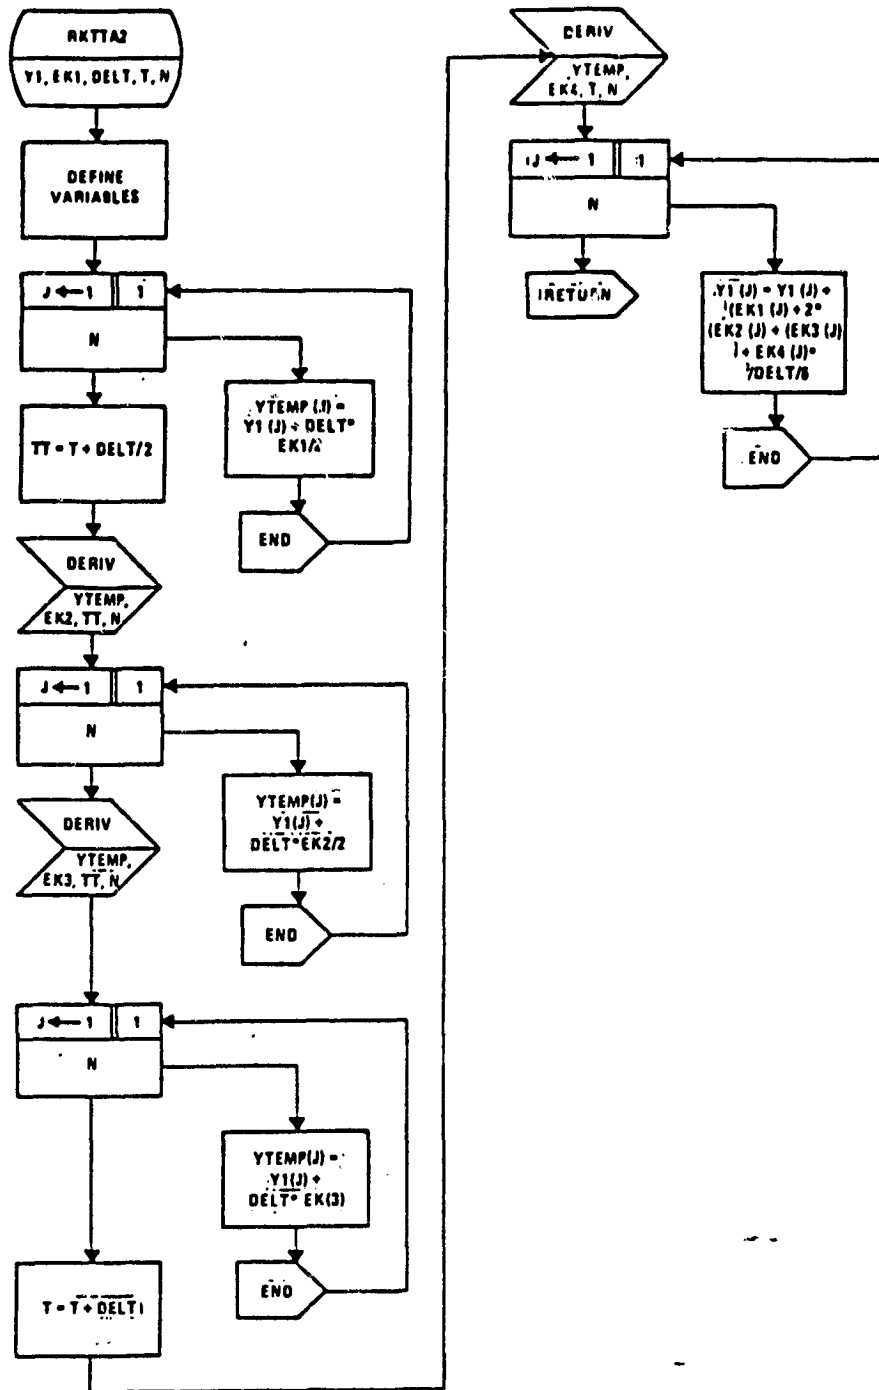 RKTTA2
Y1, EK1, DELT, T, N
DEFINE
VARIABLES
J ← 1 1
N
YTEMP (J) =
Y1 (J) + DELT*
EK1/2
END
TT = T + DELT/2
DERIV
YTEMP,
EK2, TT, N
J ← 1 1
N
YTEMP(J) =
Y1(J) +
DELT*EK2/2
END
DERIV
YTEMP,
EK3, TT, N
J ← 1 1
N
YTEMP(J) =
Y1(J) +
DELT* EK(3)
END
T = T + DELT
DERIV
YTEMP,
EK4, T, N
J ← 1 1
N
Y1 (J) = Y1 (J) +
(EK1 (J) + 2*
(EK2 (J) + (EK3 (J)
) + EK4 (J)*
DELT/6
END
RETURN